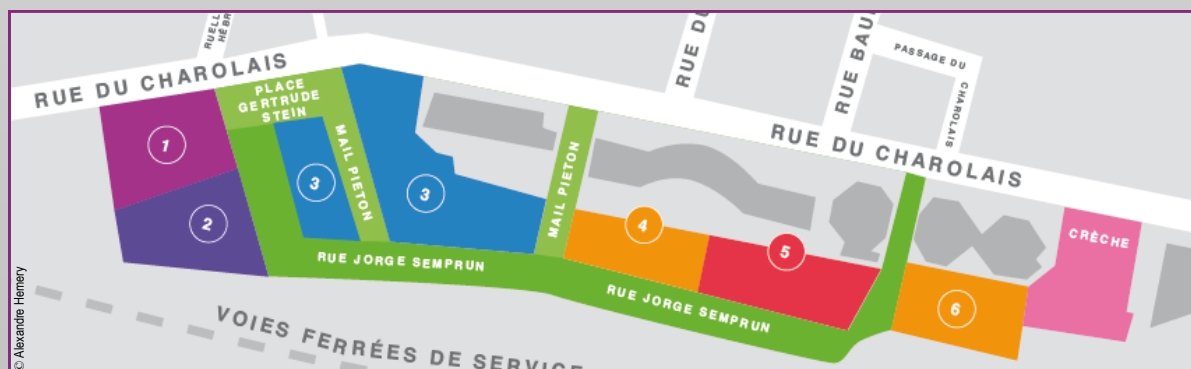 RUELL
HÉBR
RUE DU CHAROLAIS
PLACE
GERTRUDE
STEIN
MAIL PIETON
1
2
3
3
RUE JORGE SEMPRUN
MAIL PIETON
4
5
RUE JORGE SEMPRUN
RUE DU
RUE BAU
PASSAGE DU
CHAROLAIS
RUE DU CHAROLAIS
6
CRÈCHE
VOIES FERRÉES DE SERVICE
© Alexandre Hemery